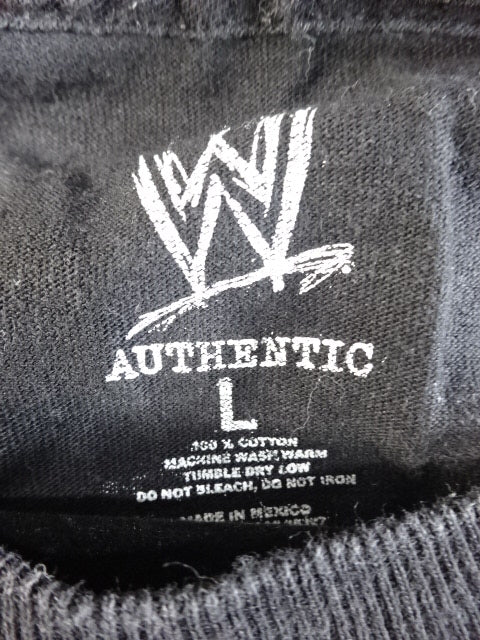 W
AUTHENTIC
L
100 % COTTON
MACHINE WASH WARM
TUMBLE DRY LOW
DO NOT BLEACH, DO NOT IRON
MADE IN MEXICO